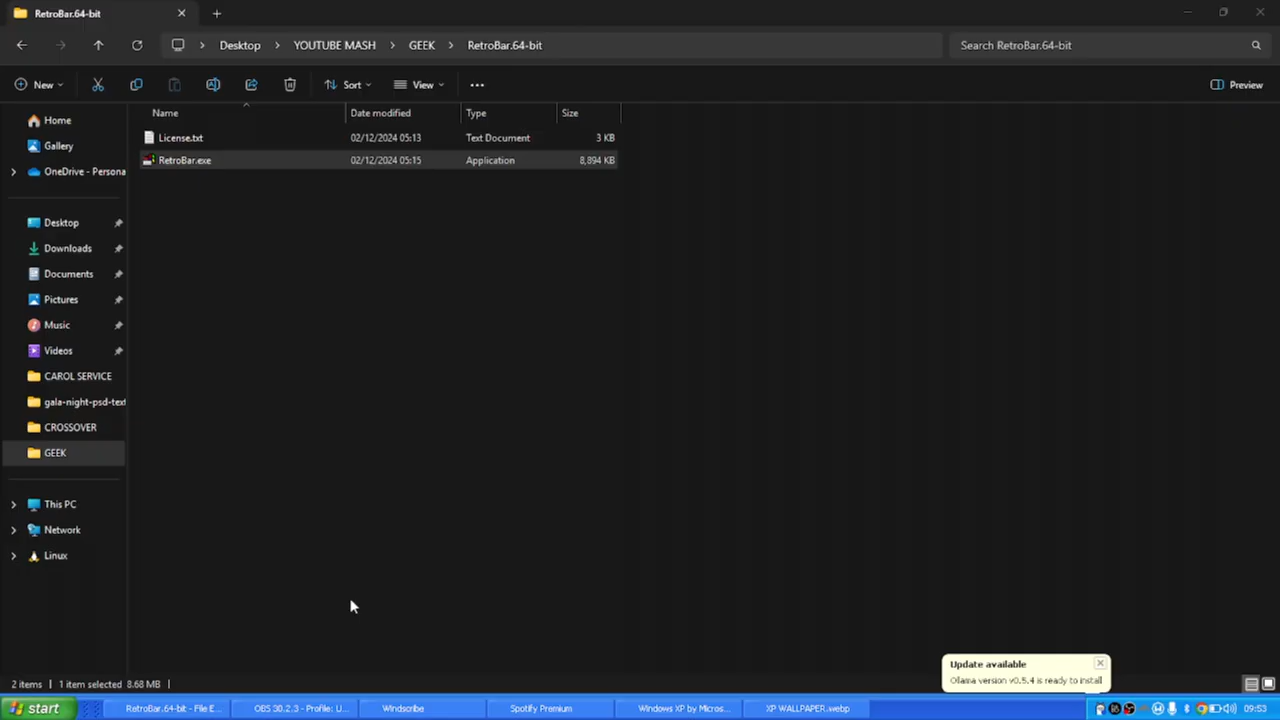 RetroBar.64-bit
Desktop > YOUTUBE MASH > GEEK > RetroBar.64-bit
Search RetroBar.64-bit
New Sort View ... Preview
Name Date modified Type Size
License.txt 02/12/2024 05:13 Text Document 3 KB
RetroBar.exe 02/12/2024 05:15 Application 8,894 KB
Home
Gallery
OneDrive - Persona
Desktop
Downloads
Documents
Pictures
Music
Videos
CAROL SERVICE
gala-night-psd-text
CROSSOVER
GEEK
This PC
Network
Linux
Update available
Ollama version v0.5.4 is ready to install
2 items 1 item selected 8.68 MB
start RetroBar.64-bit - File E... OBS 30.2.3 - Profile: U... Windscribe Spotify Premium Windows XP by Micros... XP WALLPAPER.webp 09:53